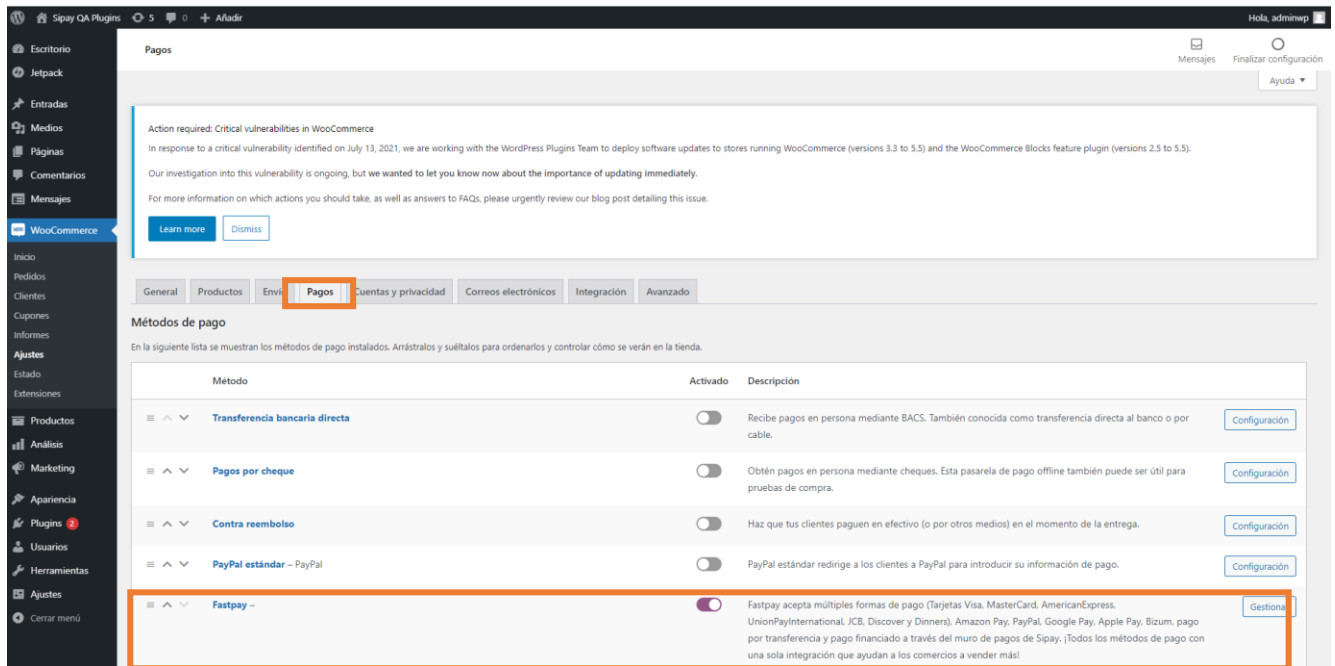 Sipay QA Plugins 5 0 + Añadir Hola, adminwp
Escritorio
Jetpack
Entradas
Medios
Páginas
Comentarios
Mensajes
WooCommerce
Inicio
Pedidos
Clientes
Cupones
Informes
Ajustes
Estado
Extensiones
Productos
Análisis
Marketing
Apariencia
Plugins 2
Usuarios
Herramientas
Ajustes
Cerrar menú
Pagos
Mensajes Finalizar configuración
Ayuda
Action required: Critical vulnerabilities in WooCommerce
In response to a critical vulnerability identified on July 13, 2021, we are working with the WordPress Plugins Team to deploy software updates to stores running WooCommerce (versions 3.3 to 5.5) and the WooCommerce Blocks feature plugin (versions 2.5 to 5.5).
Our investigation into this vulnerability is ongoing, but we wanted to let you know now about the importance of updating immediately.
For more information on which actions you should take, as well as answers to FAQs, please urgently review our blog post detailing this issue.
Learn more Dismiss
General Productos Pagos Cuentas y privacidad Correos electrónicos Integración Avanzado
Métodos de pago
En la siguiente lista se muestran los métodos de pago instalados. Arrástralos y suéltalos para ordenarlos y controlar cómo se verán en la tienda.
Método Activado Descripción
Transferencia bancaria directa Recibe pagos en persona mediante BACS. También conocida como transferencia directa al banco o por
cable.
Configuración
Pagos por cheque Obtén pagos en persona mediante cheques. Esta pasarela de pago offline también puede ser útil para
pruebas de compra.
Configuración
Contra reembolso Haz que tus clientes paguen en efectivo (o por otros medios) en el momento de la entrega. Configuración
PayPal estándar – PayPal PayPal estándar redirige a los clientes a PayPal para introducir su información de pago. Configuración
Fastpay – Fastpay acepta múltiples formas de pago (Tarjetas Visa, MasterCard, AmericanExpress,
UnionPayInternational, JCB, Discover y Dinners), Amazon Pay, PayPal, Google Pay, Apple Pay, Bizum, pago
por transferencia y pago financiado a través del muro de pagos de Sipay. ¡Todos los métodos de pago con
una sola integración que ayudan a los comercios a vender más!